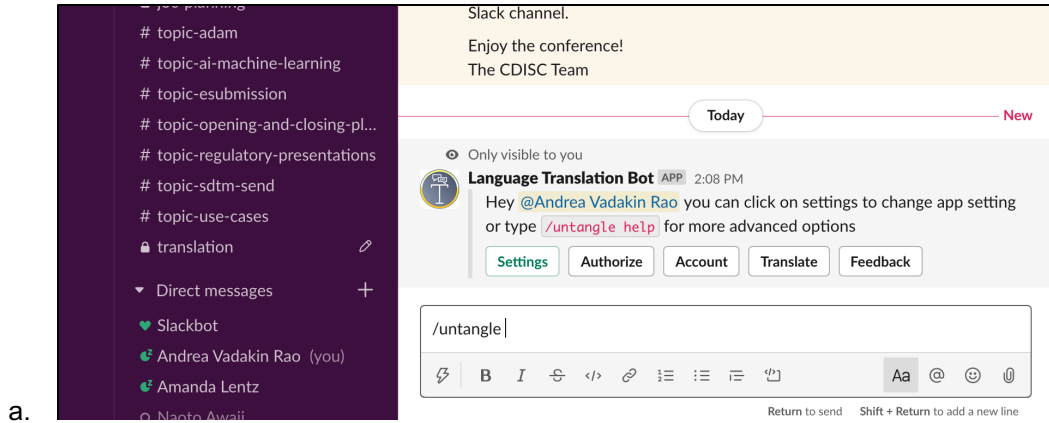 job-planning
# topic-adam
# topic-ai-machine-learning
# topic-esubmission
# topic-opening-and-closing-pl...
# topic-regulatory-presentations
# topic-sdtm-send
# topic-use-cases
translation
Direct messages
Slackbot
Andrea Vadakin Rao (you)
Amanda Lentz
Naoto Awaji
Slack channel.
Enjoy the conference!
The CDISC Team
Today
New
Only visible to you
Language Translation Bot APP 2:08 PM
Hey @Andrea Vadakin Rao you can click on settings to change app setting
or type /untangle help for more advanced options
Settings Authorize Account Translate Feedback
/untangle
B I S </> Aa @
Return to send Shift + Return to add a new line
a.